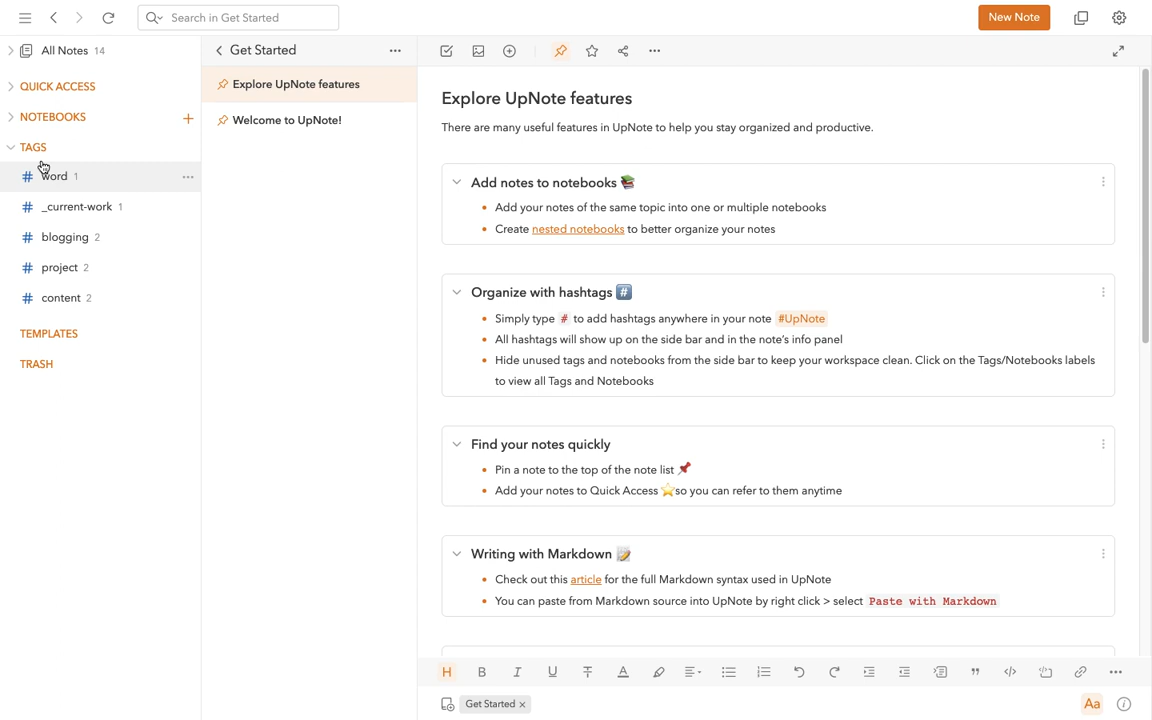 Search in Get Started
New Note
All Notes 14
QUICK ACCESS
NOTEBOOKS
TAGS
# word 1
# _current-work 1
# blogging 2
# project 2
# content 2
TEMPLATES
TRASH
Get Started
Explore UpNote features
Welcome to UpNote!
Explore UpNote features
There are many useful features in UpNote to help you stay organized and productive.
Add notes to notebooks 📚
• Add your notes of the same topic into one or multiple notebooks
• Create nested notebooks to better organize your notes
Organize with hashtags #️⃣
• Simply type # to add hashtags anywhere in your note #UpNote
• All hashtags will show up on the side bar and in the note's info panel
• Hide unused tags and notebooks from the side bar to keep your workspace clean. Click on the Tags/Notebooks labels
to view all Tags and Notebooks
Find your notes quickly
• Pin a note to the top of the note list 📌
• Add your notes to Quick Access ⭐so you can refer to them anytime
Writing with Markdown 📝
• Check out this article for the full Markdown syntax used in UpNote
• You can paste from Markdown source into UpNote by right click > select Paste with Markdown
H B I U T A
Get Started ×
Aa